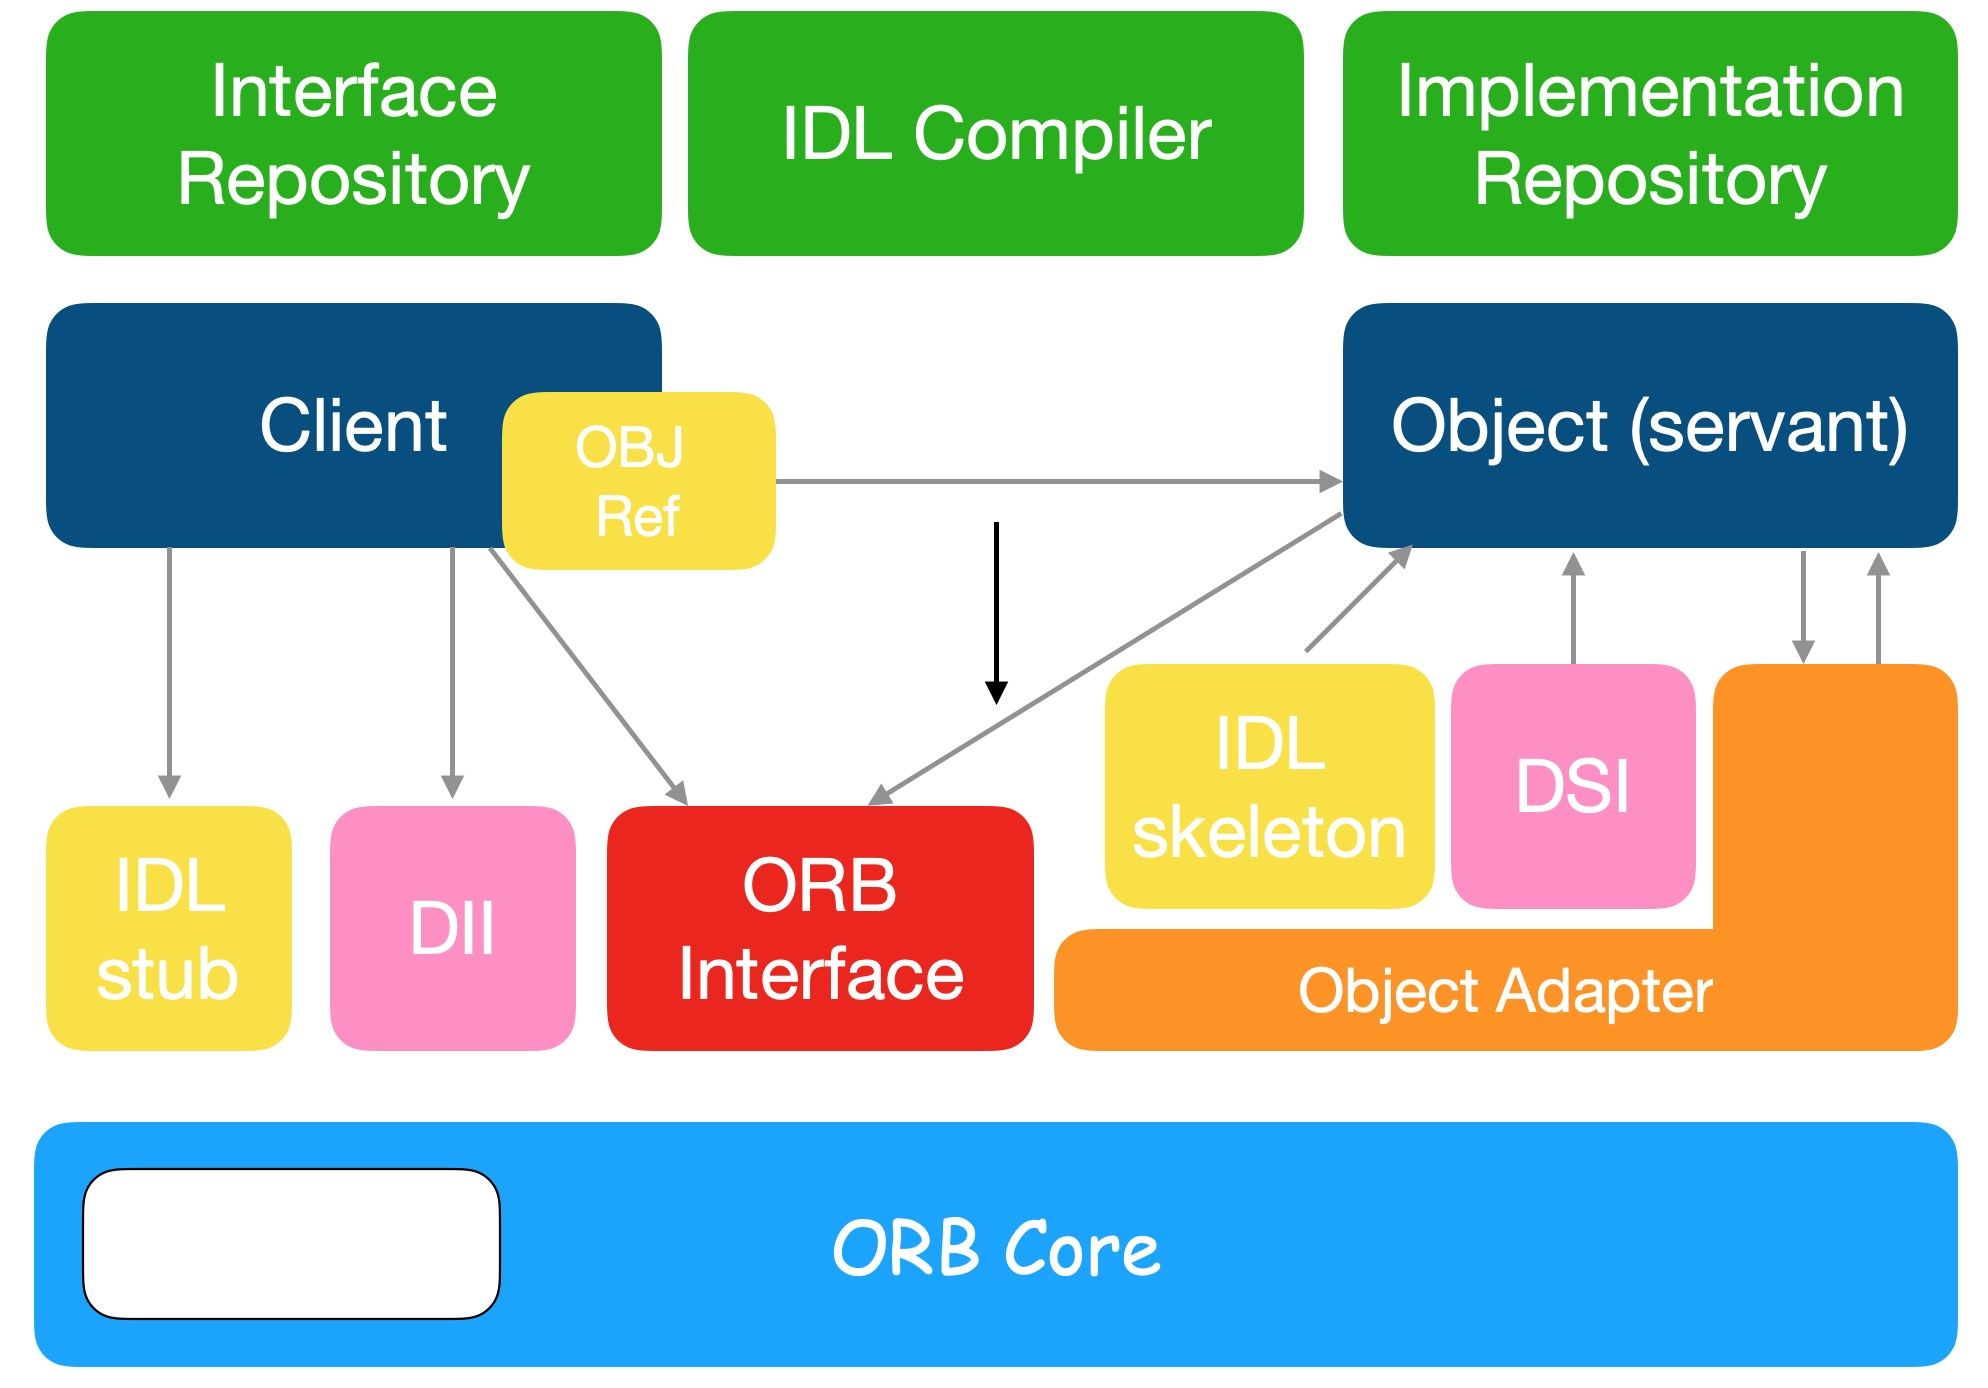 Interface
Repository
IDL Compiler
Implementation
Repository
Client
OBJ
Ref
Object (servant)
IDL
stub
DII
ORB
Interface
IDL
skeleton
DSI
Object Adapter
ORB Core